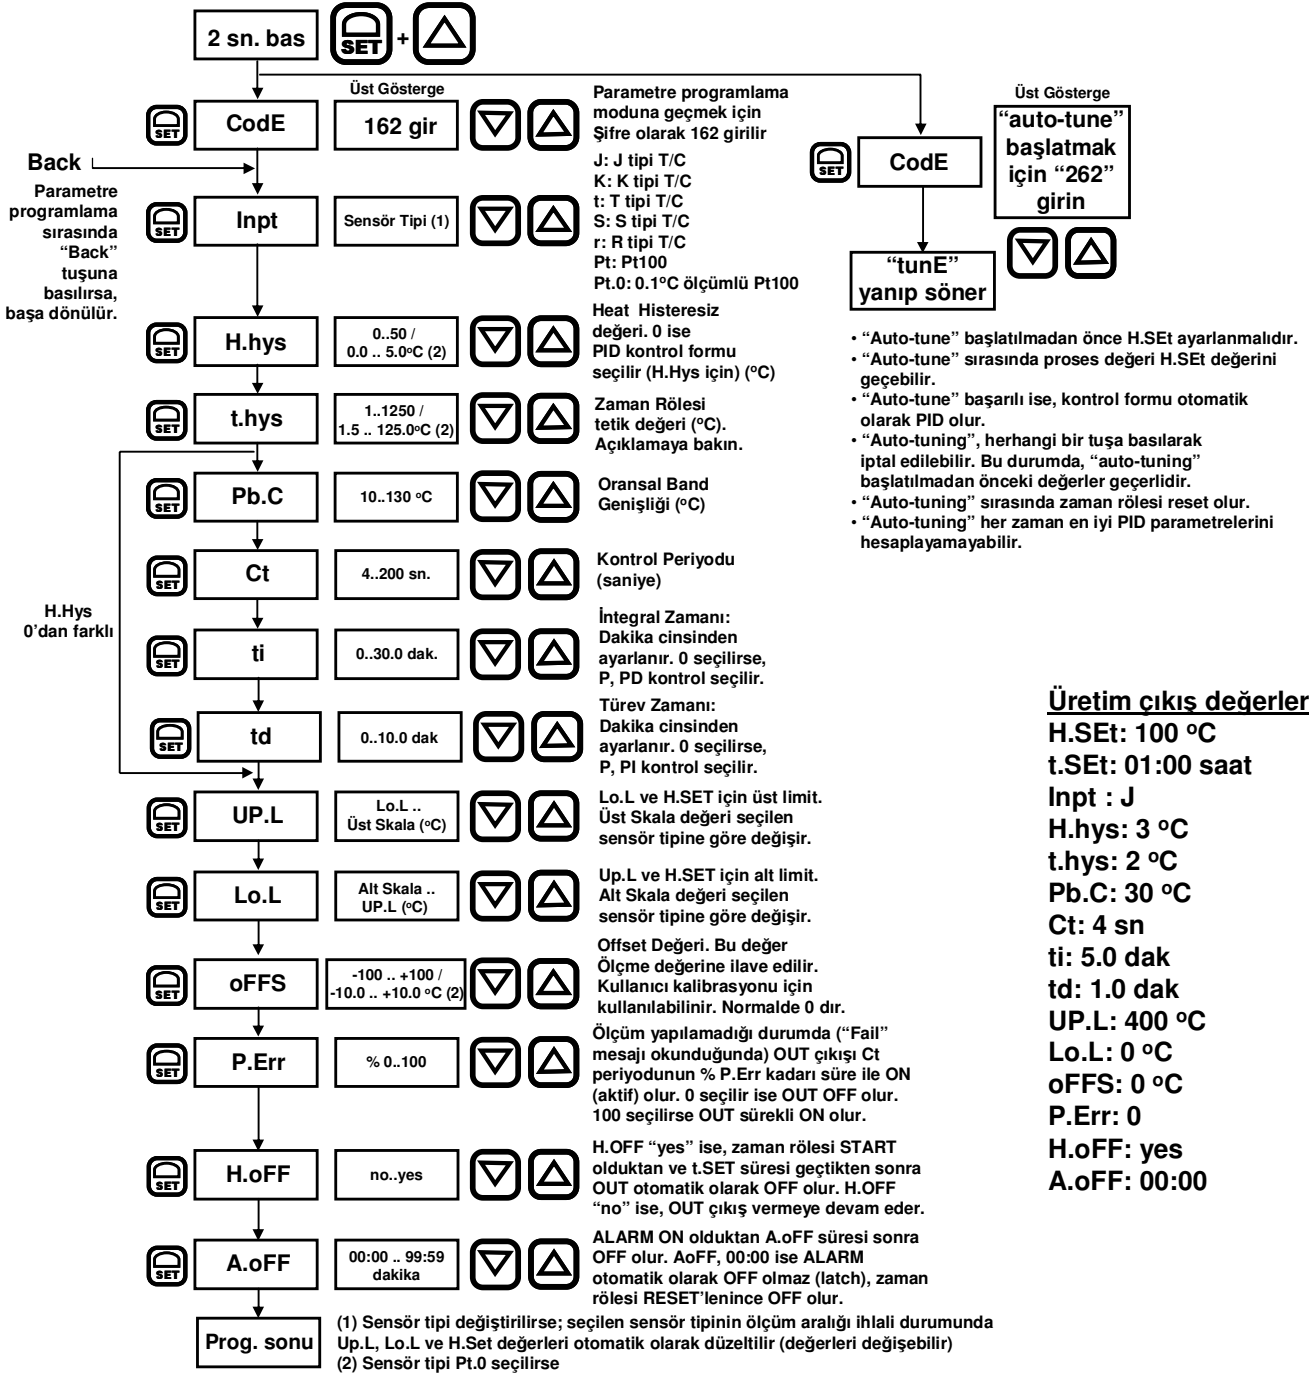 2 sn. bas
SET
+
Üst Gösterge
SET
CodE
162 gir
Parametre programlama
moduna geçmek için
Şifre olarak 162 girilir
Back
Parametre
programlama
sırasında
“Back”
tuşuna
basılırsa,
başa dönülür.
SET
Inpt
Sensör Tipi (1)
J: J tipi T/C
K: K tipi T/C
t: T tipi T/C
S: S tipi T/C
r: R tipi T/C
Pt: Pt100
Pt.0: 0.1ºC ölçümlü Pt100
SET
H.hys
0..50 /
0.0 .. 5.0ºC (2)
Heat Histeresiz
değeri. 0 ise
PID kontrol formu
seçilir (H.Hys için) (ºC)
SET
t.hys
1..1250 /
1.5 .. 125.0ºC (2)
Zaman Rölesi
tetik değeri (ºC).
Açıklamaya bakın.
SET
Pb.C
10..130 ºC
Oransal Band
Genişliği (ºC)
SET
Ct
4..200 sn.
Kontrol Periyodu
(saniye)
H.Hys
0’dan farklı
SET
ti
0..30.0 dak.
İntegral Zamanı:
Dakika cinsinden
ayarlanır. 0 seçilirse,
P, PD kontrol seçilir.
SET
td
0..10.0 dak
Türev Zamanı:
Dakika cinsinden
ayarlanır. 0 seçilirse,
P, PI kontrol seçilir.
SET
UP.L
Lo.L ..
Üst Skala (ºC)
Lo.L ve H.SET için üst limit.
Üst Skala değeri seçilen
sensör tipine göre değişir.
SET
Lo.L
Alt Skala ..
UP.L (ºC)
Up.L ve H.SET için alt limit.
Alt Skala değeri seçilen
sensör tipine göre değişir.
SET
oFFS
-100 .. +100 /
-10.0 .. +10.0 ºC (2)
Offset Değeri. Bu değer
Ölçme değerine ilave edilir.
Kullanıcı kalibrasyonu için
kullanılabilinir. Normalde 0 dır.
SET
P.Err
% 0..100
Ölçüm yapılamadığı durumda (“Fail”
mesajı okunduğunda) OUT çıkışı Ct
periyodunun % P.Err kadarı süre ile ON
(aktif) olur. 0 seçilir ise OUT OFF olur.
100 seçilirse OUT sürekli ON olur.
SET
H.oFF
no..yes
H.OFF “yes” ise, zaman rölesi START
olduktan ve t.SET süresi geçtikten sonra
OUT otomatik olarak OFF olur. H.OFF
“no” ise, OUT çıkış vermeye devam eder.
SET
A.oFF
00:00 .. 99:59
dakika
ALARM ON olduktan A.oFF süresi sonra
OFF olur. AoFF, 00:00 ise ALARM
otomatik olarak OFF olmaz (latch), zaman
rölesi RESET’lenince OFF olur.
Prog. sonu
(1) Sensör tipi değiştirilirse; seçilen sensör tipinin ölçüm aralığı ihlali durumunda
Up.L, Lo.L ve H.Set değerleri otomatik olarak düzeltilir (değerleri değişebilir)
(2) Sensör tipi Pt.0 seçilirse
SET
CodE
Üst Gösterge
“auto-tune”
başlatmak
için “262”
girin
“tunE”
yanıp söner
• “Auto-tune” başlatılmadan önce H.SEt ayarlanmalıdır.
• “Auto-tune” sırasında proses değeri H.SEt değerini
geçebilir.
• “Auto-tune” başarılı ise, kontrol formu otomatik
olarak PID olur.
• “Auto-tuning”, herhangi bir tuşa basılarak
iptal edilebilir. Bu durumda, “auto-tuning”
başlatılmadan önceki değerler geçerlidir.
• “Auto-tuning” sırasında zaman rölesi reset olur.
• “Auto-tuning” her zaman en iyi PID parametrelerini
hesaplayamayabilir.
Üretim çıkış değerler
H.SEt: 100 ºC
t.SEt: 01:00 saat
Inpt : J
H.hys: 3 ºC
t.hys: 2 ºC
Pb.C: 30 ºC
Ct: 4 sn
ti: 5.0 dak
td: 1.0 dak
UP.L: 400 ºC
Lo.L: 0 ºC
oFFS: 0 ºC
P.Err: 0
H.oFF: yes
A.oFF: 00:00